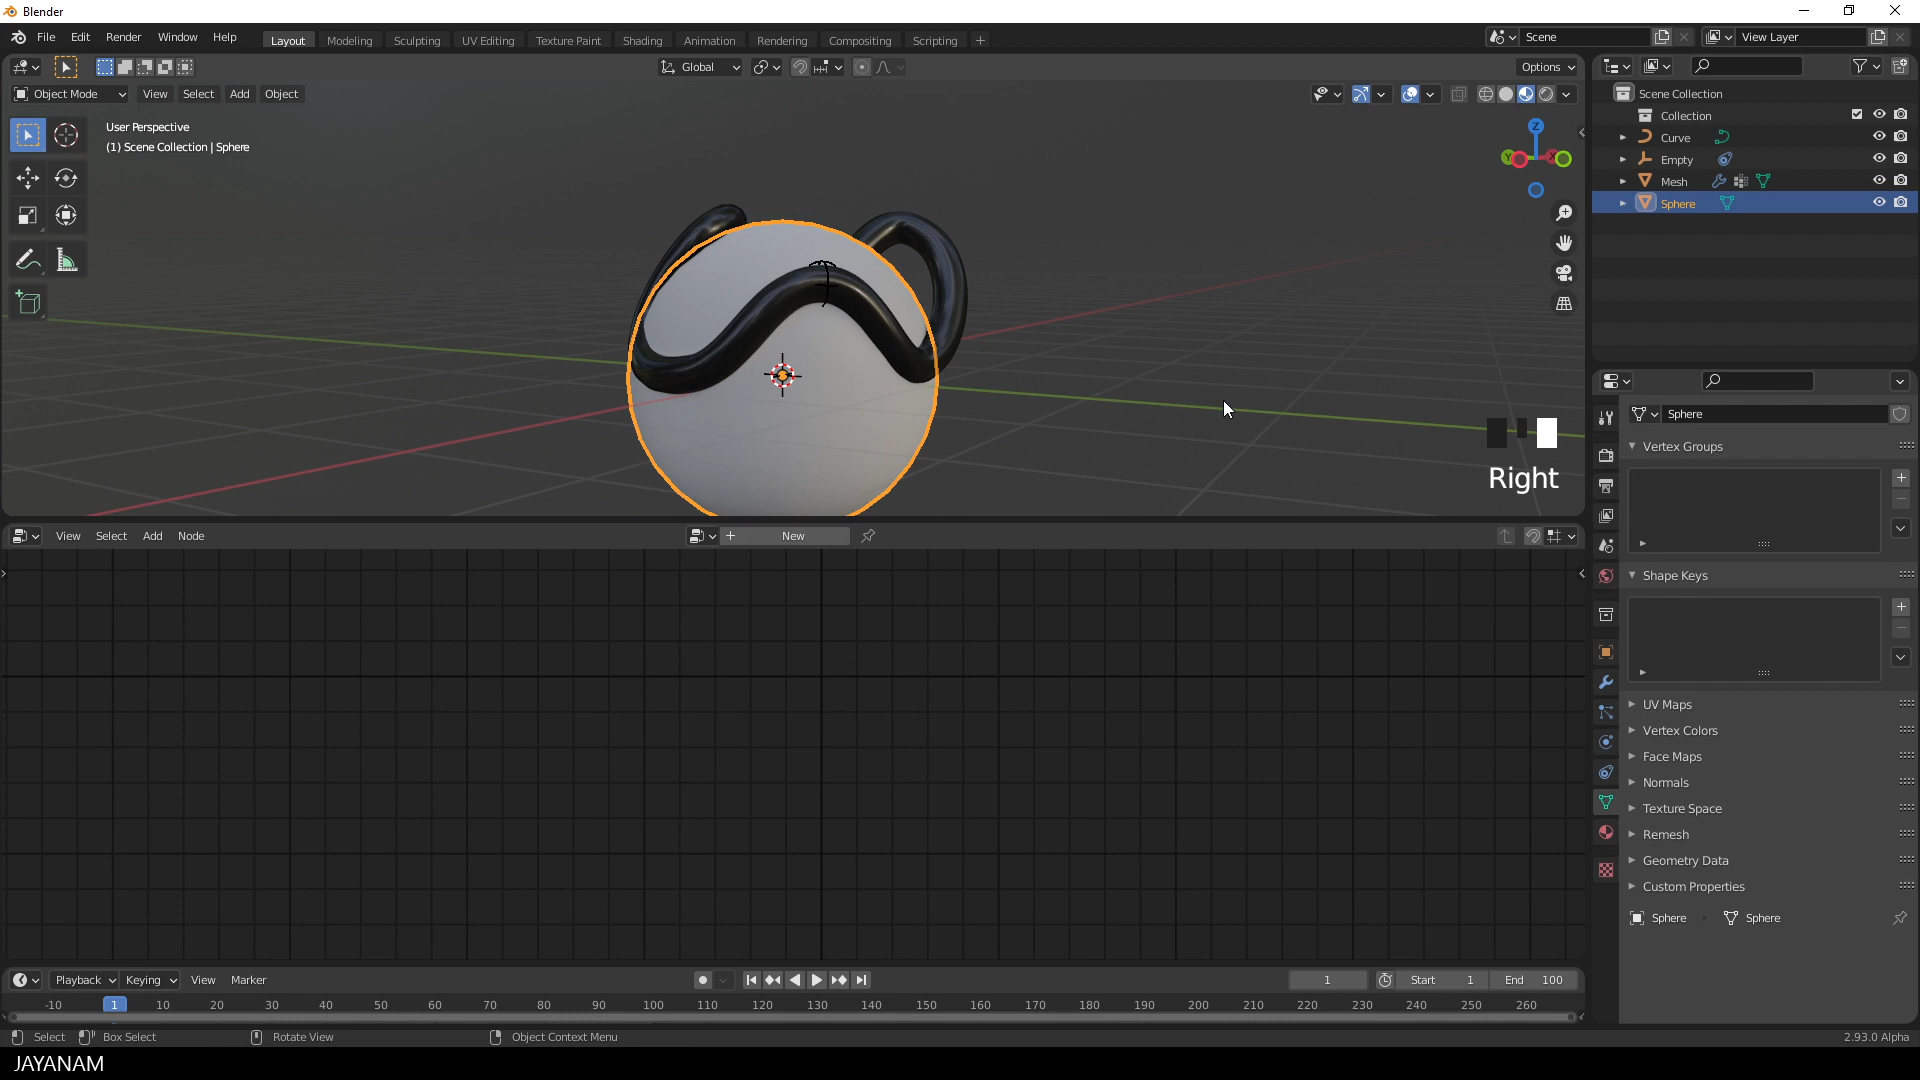 Blender
File Edit Render Window Help Layout Modeling Sculpting UV Editing Texture Paint Shading Animation Rendering Compositing Scripting + Scene View Layer
Global Options
Object Mode View Select Add Object
User Perspective
(1) Scene Collection | Sphere
Z
Y
X
Right
Scene Collection
Collection
Curve
Empty
Mesh
Sphere
Sphere
Vertex Groups
Shape Keys
UV Maps
Vertex Colors
Face Maps
Normals
Texture Space
Remesh
Geometry Data
Custom Properties
Sphere Sphere
View Select Add Node + New
Playback Keying View Marker 1 Start 1 End 100
-10 1 10 20 30 40 50 60 70 80 90 100 110 120 130 140 150 160 170 180 190 200 210 220 230 240 250 260
Select Box Select Rotate View Object Context Menu 2.93.0 Alpha
JAYANAM